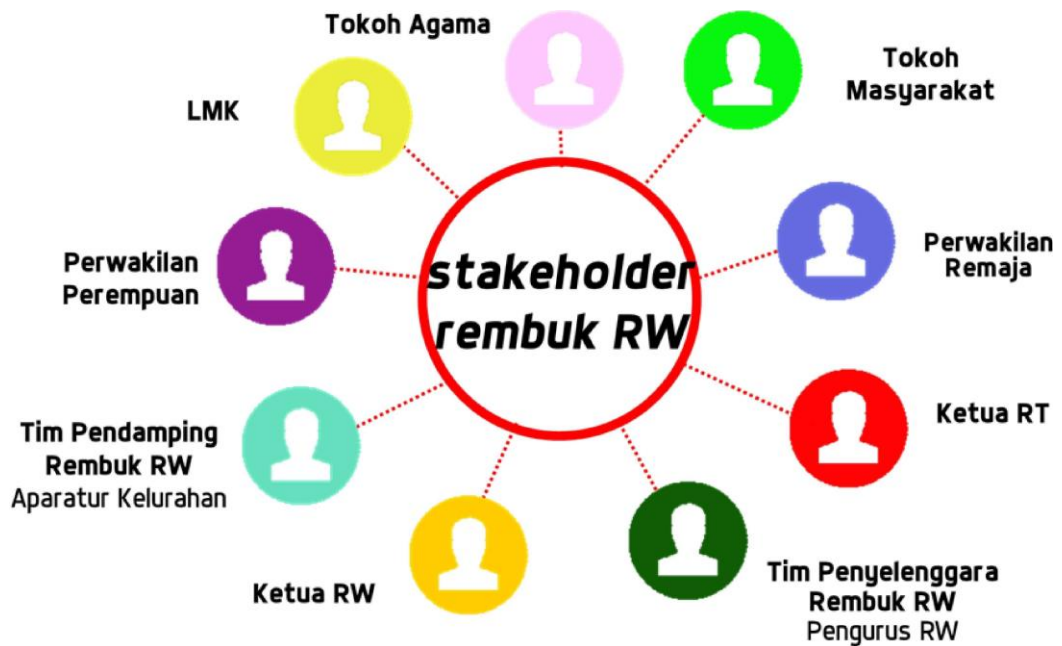 Tokoh Agama
Tokoh
Masyarakat
LMK
Perwakilan
Remaja
Perwakilan
Perempuan
stakeholder
rembuk RW
Ketua RT
Tim Pendamping
Rembuk RW
Aparatur Kelurahan
Ketua RW
Tim Penyelenggara
Rembuk RW
Pengurus RW